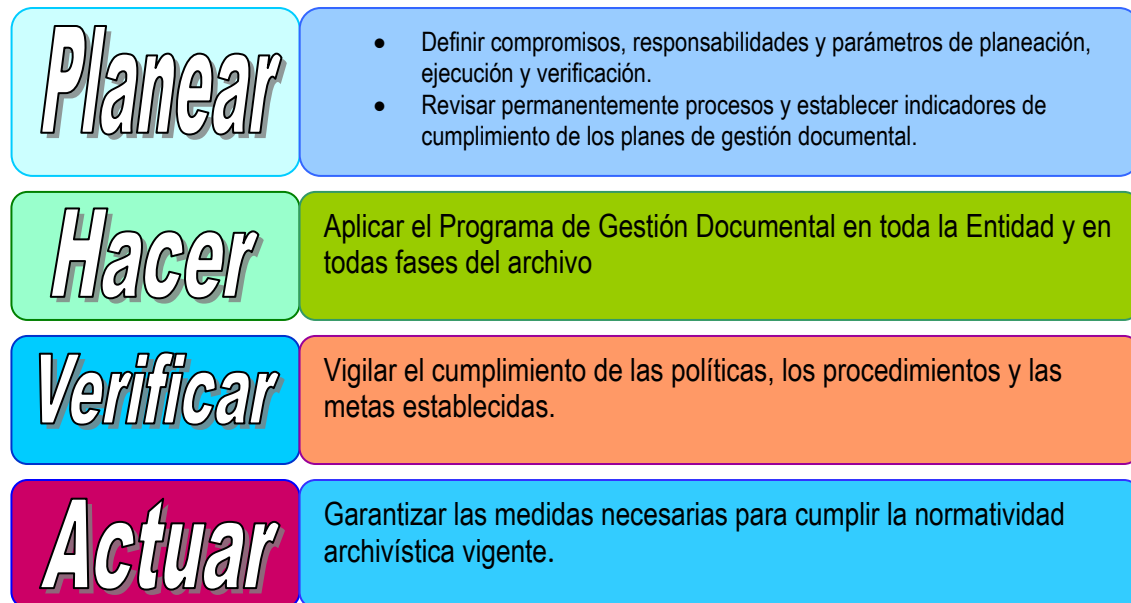 Planear
• Definir compromisos, responsabilidades y parámetros de planeación,
ejecución y verificación.
• Revisar permanentemente procesos y establecer indicadores de
cumplimiento de los planes de gestión documental.
Hacer
Aplicar el Programa de Gestión Documental en toda la Entidad y en
todas fases del archivo
Verificar
Vigilar el cumplimiento de las políticas, los procedimientos y las
metas establecidas.
Actuar
Garantizar las medidas necesarias para cumplir la normatividad
archivística vigente.